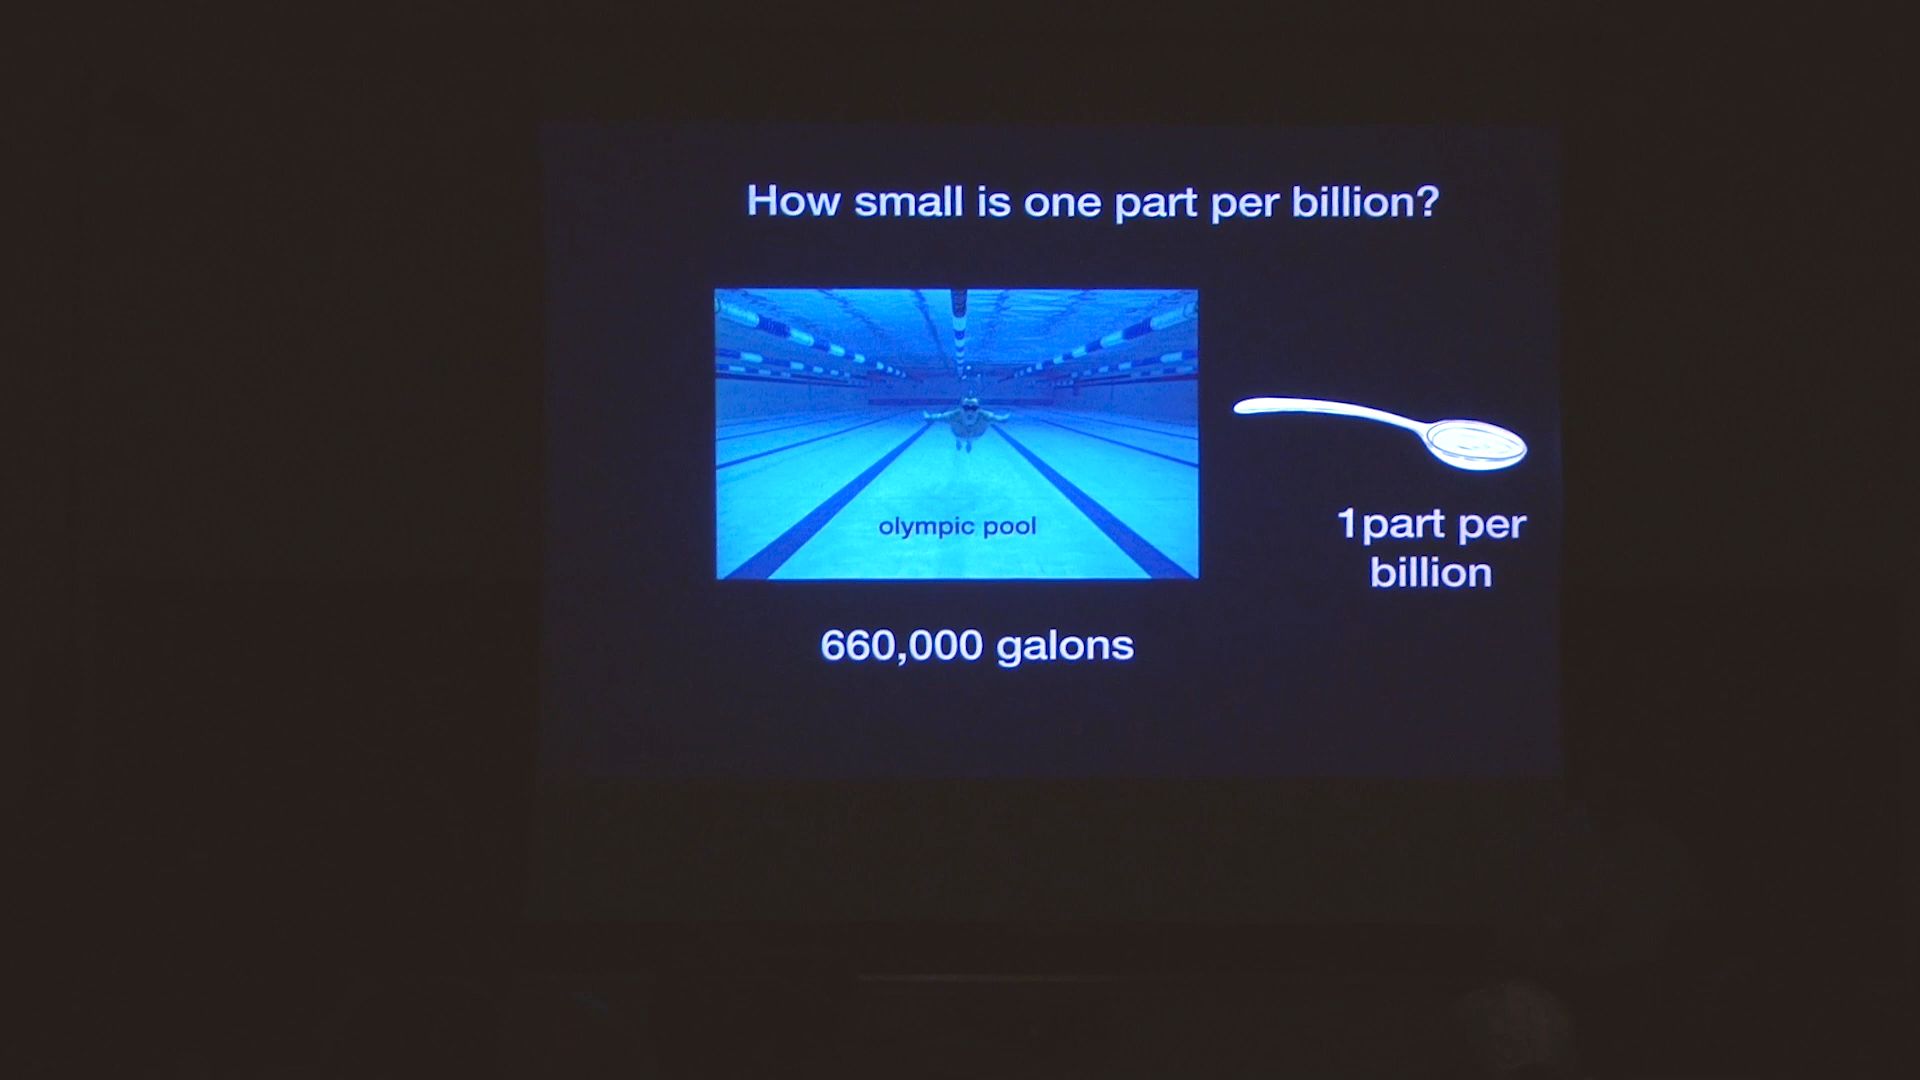 How small is one part per billion?
olympic pool
1part per
billion
660,000 galons